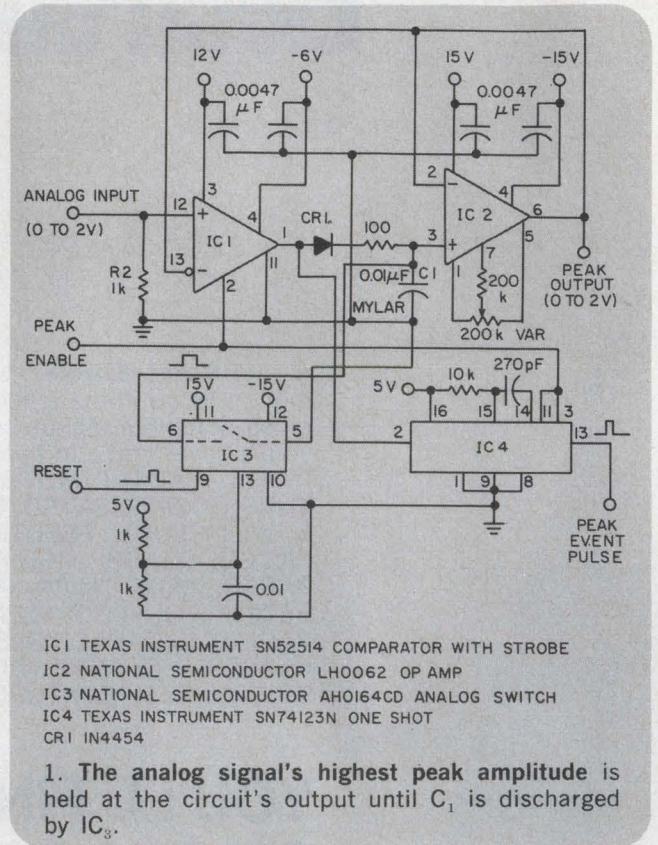 12V
-6V
15V
-15V
0.0047
μF
0.0047
μF
ANALOG INPUT
(0 TO 2V)
12
+
3
4
IC 1
13
-
2
1
11
CR1
100
2
-
3
+
4
IC 2
6
7
5
1
R2
1k
0.01μF
C1
MYLAR
200
k
200k VAR
PEAK
OUTPUT
(0 TO 2V)
PEAK
ENABLE
15V
-15V
11
12
6
5
IC 3
9
13
10
RESET
5V
1k
1k
0.01
5V
10k
270pF
16
15
14
11
3
2
13
IC 4
1
9
8
PEAK
EVENT
PULSE
IC1 TEXAS INSTRUMENT SN52514 COMPARATOR WITH STROBE
IC2 NATIONAL SEMICONDUCTOR LH0062 OP AMP
IC3 NATIONAL SEMICONDUCTOR AH0164CD ANALOG SWITCH
IC4 TEXAS INSTRUMENT SN74123N ONE SHOT
CR1 IN4454
1. The analog signal's highest peak amplitude is
held at the circuit's output until C₁ is discharged
by IC₃.